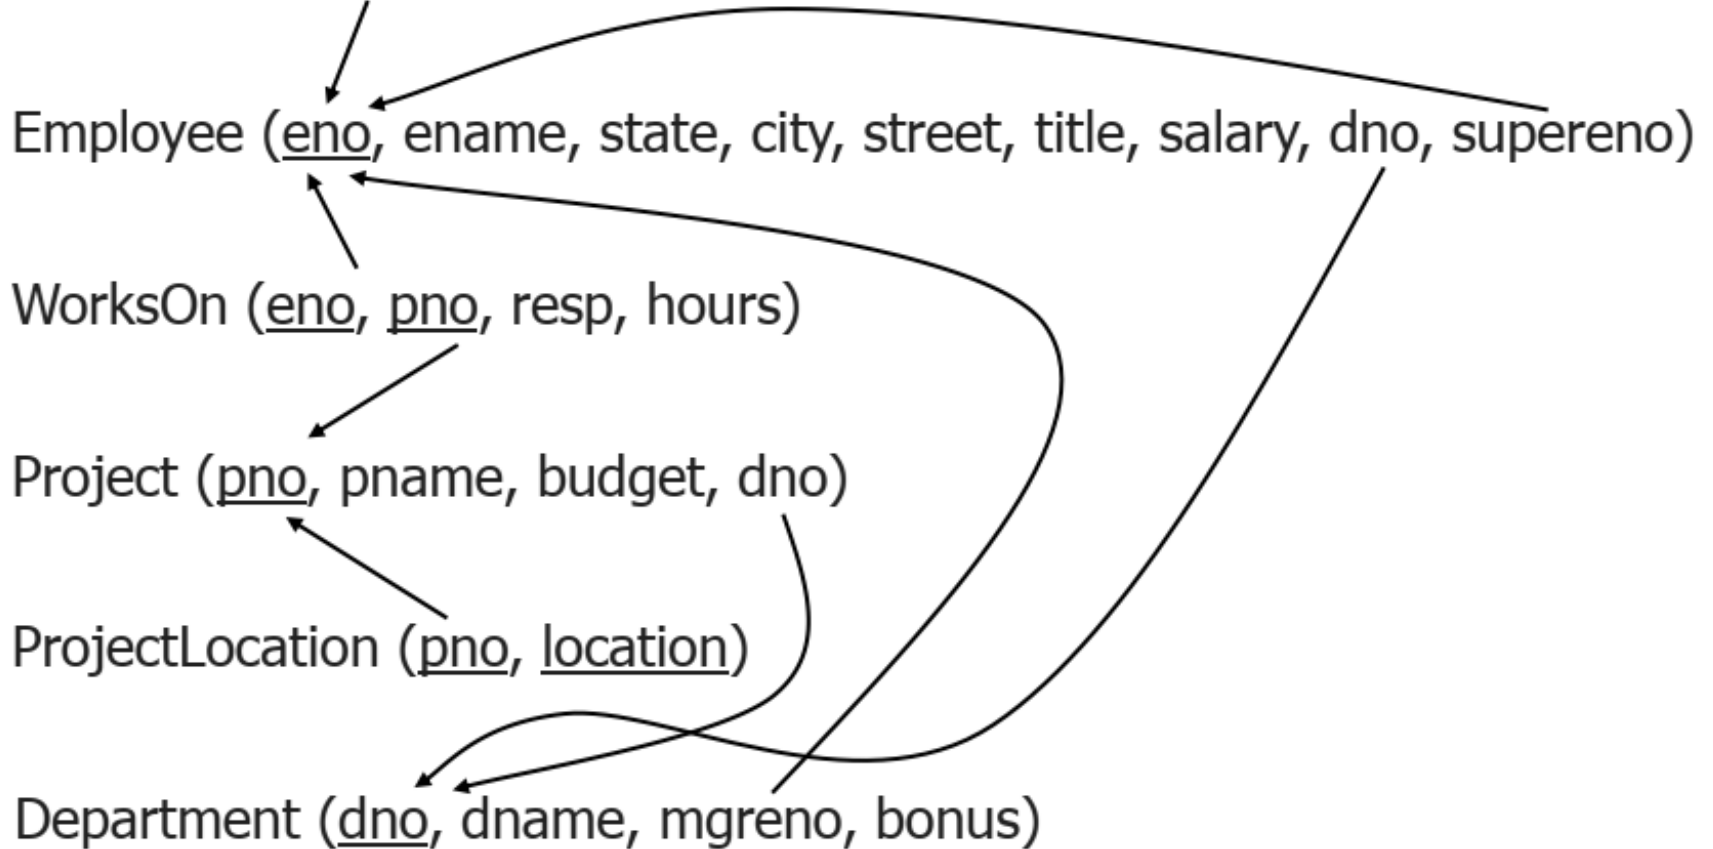 Employee (eno, ename, state, city, street, title, salary, dno, supereno)
WorksOn (eno, pno, resp, hours)
Project (pno, pname, budget, dno)
ProjectLocation (pno, location)
Department (dno, dname, mgreno, bonus)